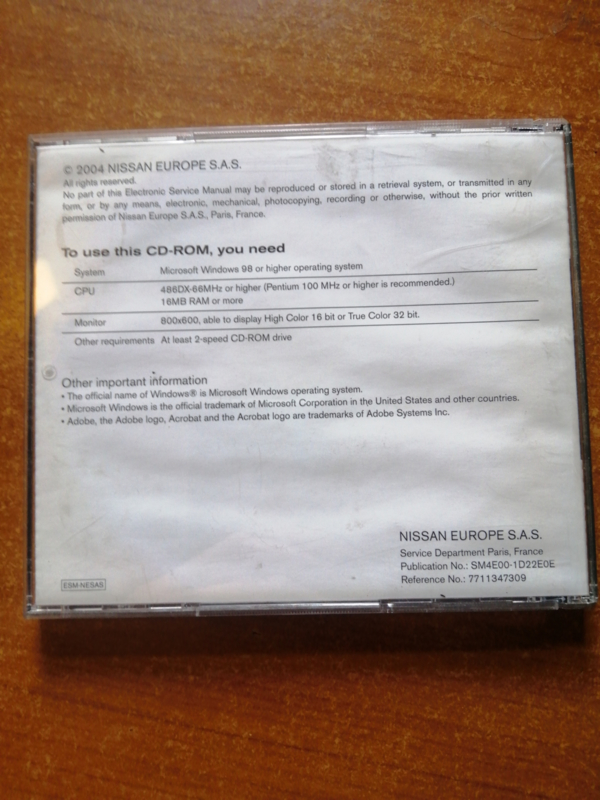 © 2004 NISSAN EUROPE S.A.S.
All rights reserved.
No part of this Electronic Service Manual may be reproduced or stored in a retrieval system, or transmitted in any
form, or by any means, electronic, mechanical, photocopying, recording or otherwise, without the prior written
permission of Nissan Europe S.A.S., Paris, France.
To use this CD-ROM, you need
System Microsoft Windows 98 or higher operating system
CPU 486DX-66MHz or higher (Pentium 100 MHz or higher is recommended.)
16MB RAM or more
Monitor 800x600, able to display High Color 16 bit or True Color 32 bit.
Other requirements At least 2-speed CD-ROM drive
Other important information
• The official name of Windows® is Microsoft Windows operating system.
• Microsoft Windows is the official trademark of Microsoft Corporation in the United States and other countries.
• Adobe, the Adobe logo, Acrobat and the Acrobat logo are trademarks of Adobe Systems Inc.
NISSAN EUROPE S.A.S.
Service Department Paris, France
Publication No.: SM4E00-1D22E0E
Reference No.: 7711347309
ESM-NESAS